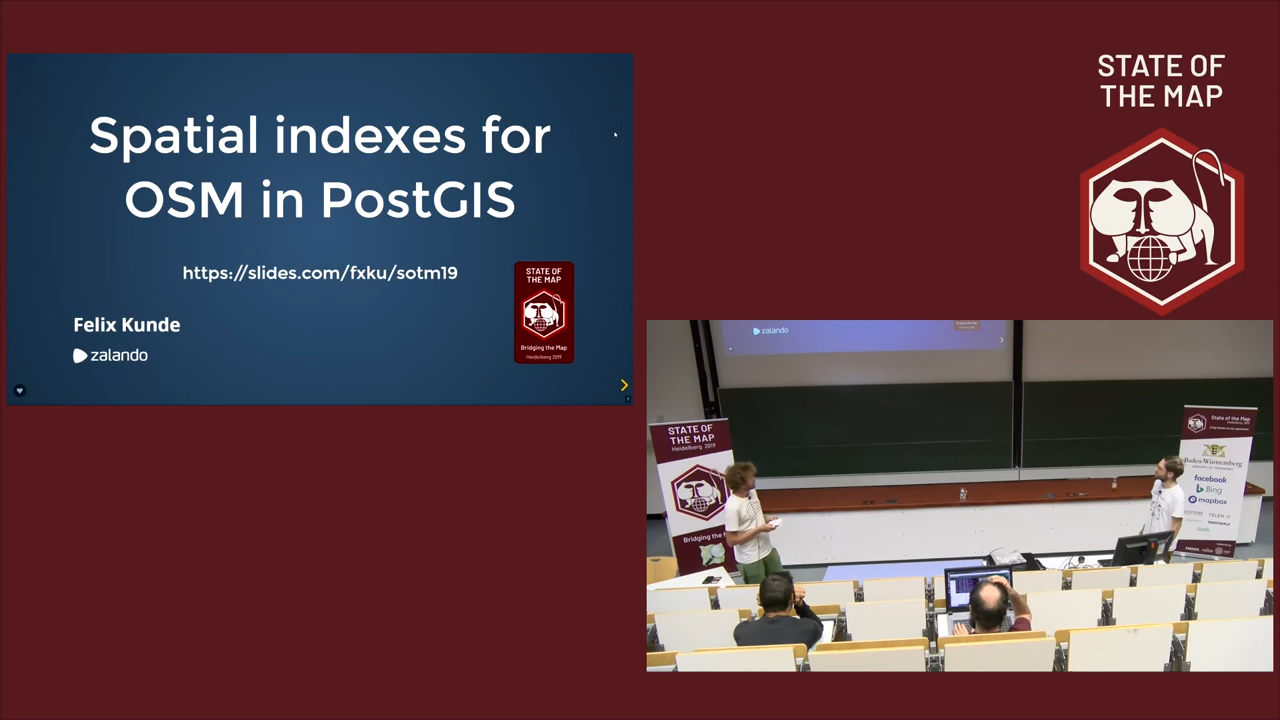 Spatial indexes for
OSM in PostGIS
https://slides.com/fxku/sotm19
Felix Kunde
zalando
STATE OF
THE MAP
Bridging the Map
Heidelberg 2019
STATE OF
THE MAP
zalando
STATE OF
THE MAP
Heidelberg 2019
Bridging the M
State of the Map
Baden-Württemberg
facebook
Bing
mapbox
Grab